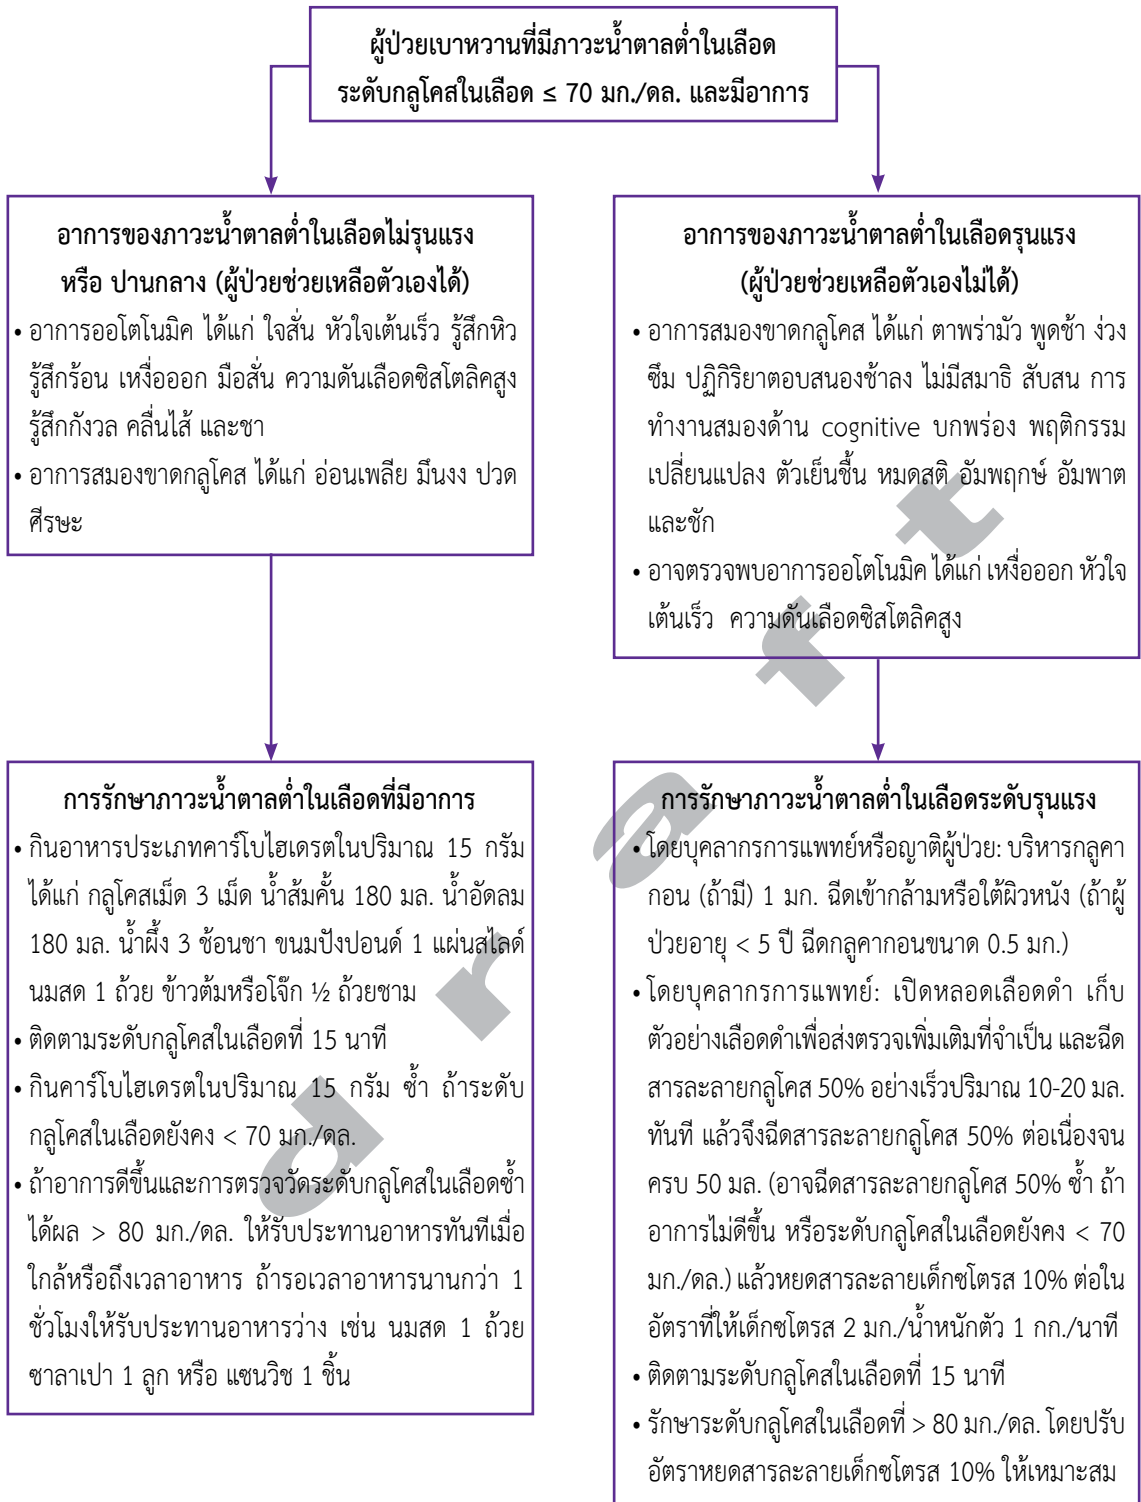 ผู้ป่วยเบาหวานที่มีภาวะน้ำตาลต่ำในเลือด
ระดับกลูโคสในเลือด ≤ 70 มก./ดล. และมีอาการ
อาการของภาวะน้ำตาลต่ำในเลือดไม่รุนแรง
หรือ ปานกลาง (ผู้ป่วยช่วยเหลือตัวเองได้)
• อาการออโตโนมิค ได้แก่ ใจสั่น หัวใจเต้นเร็ว รู้สึกหิว
รู้สึกร้อน เหงื่อออก มือสั่น ความดันเลือดซิสโตลิคสูง
รู้สึกกังวล คลื่นไส้ และชา
• อาการสมองขาดกลูโคส ได้แก่ อ่อนเพลีย มึนงง ปวด
ศีรษะ
อาการของภาวะน้ำตาลต่ำในเลือดรุนแรง
(ผู้ป่วยช่วยเหลือตัวเองไม่ได้)
• อาการสมองขาดกลูโคส ได้แก่ ตาพร่ามัว พูดช้า ง่วง
ซึม ปฏิกิริยาตอบสนองช้าลง ไม่มีสมาธิ สับสน การ
ทำงานสมองด้าน cognitive บกพร่อง พฤติกรรม
เปลี่ยนแปลง ตัวเย็นชื้น หมดสติ อัมพฤกษ์ อัมพาต
และชัก
• อาจตรวจพบอาการออโตโนมิค ได้แก่ เหงื่อออก หัวใจ
เต้นเร็ว ความดันเลือดซิสโตลิคสูง
การรักษาภาวะน้ำตาลต่ำในเลือดที่มีอาการ
• กินอาหารประเภทคาร์โบไฮเดรตในปริมาณ 15 กรัม
ได้แก่ กลูโคสเม็ด 3 เม็ด น้ำส้มคั้น 180 มล. น้ำอัดลม
180 มล. น้ำผึ้ง 3 ช้อนชา ขนมปังปอนด์ 1 แผ่นสไลด์
นมสด 1 ถ้วย ข้าวต้มหรือโจ๊ก ½ ถ้วยชาม
• ติดตามระดับกลูโคสในเลือดที่ 15 นาที
• กินคาร์โบไฮเดรตในปริมาณ 15 กรัม ซ้ำ ถ้าระดับ
กลูโคสในเลือดยังคง < 70 มก./ดล.
• ถ้าอาการดีขึ้นและการตรวจวัดระดับกลูโคสในเลือดซ้ำ
ได้ผล > 80 มก./ดล. ให้รับประทานอาหารทันทีเมื่อ
ใกล้หรือถึงเวลาอาหาร ถ้ารอเวลาอาหารนานกว่า 1
ชั่วโมงให้รับประทานอาหารว่าง เช่น นมสด 1 ถ้วย
ซาลาเปา 1 ลูก หรือ แซนวิช 1 ชิ้น
การรักษาภาวะน้ำตาลต่ำในเลือดระดับรุนแรง
• โดยบุคลากรการแพทย์หรือญาติผู้ป่วย: บริหารกลูคา
กอน (ถ้ามี) 1 มก. ฉีดเข้ากล้ามหรือใต้ผิวหนัง (ถ้าผู้
ป่วยอายุ < 5 ปี ฉีดกลูคากอนขนาด 0.5 มก.)
• โดยบุคลากรการแพทย์: เปิดหลอดเลือดดำ เก็บ
ตัวอย่างเลือดดำเพื่อส่งตรวจเพิ่มเติมที่จำเป็น และฉีด
สารละลายกลูโคส 50% อย่างเร็วปริมาณ 10-20 มล.
ทันที แล้วจึงฉีดสารละลายกลูโคส 50% ต่อเนื่องจน
ครบ 50 มล. (อาจฉีดสารละลายกลูโคส 50% ซ้ำ ถ้า
อาการไม่ดีขึ้น หรือระดับกลูโคสในเลือดยังคง < 70
มก./ดล.) แล้วหยดสารละลายเด็กซโตรส 10% ต่อใน
อัตราที่ให้เด็กซโตรส 2 มก./น้ำหนักตัว 1 กก./นาที
• ติดตามระดับกลูโคสในเลือดที่ 15 นาที
• รักษาระดับกลูโคสในเลือดที่ > 80 มก./ดล. โดยปรับ
อัตราหยดสารละลายเด็กซโตรส 10% ให้เหมาะสม
draft